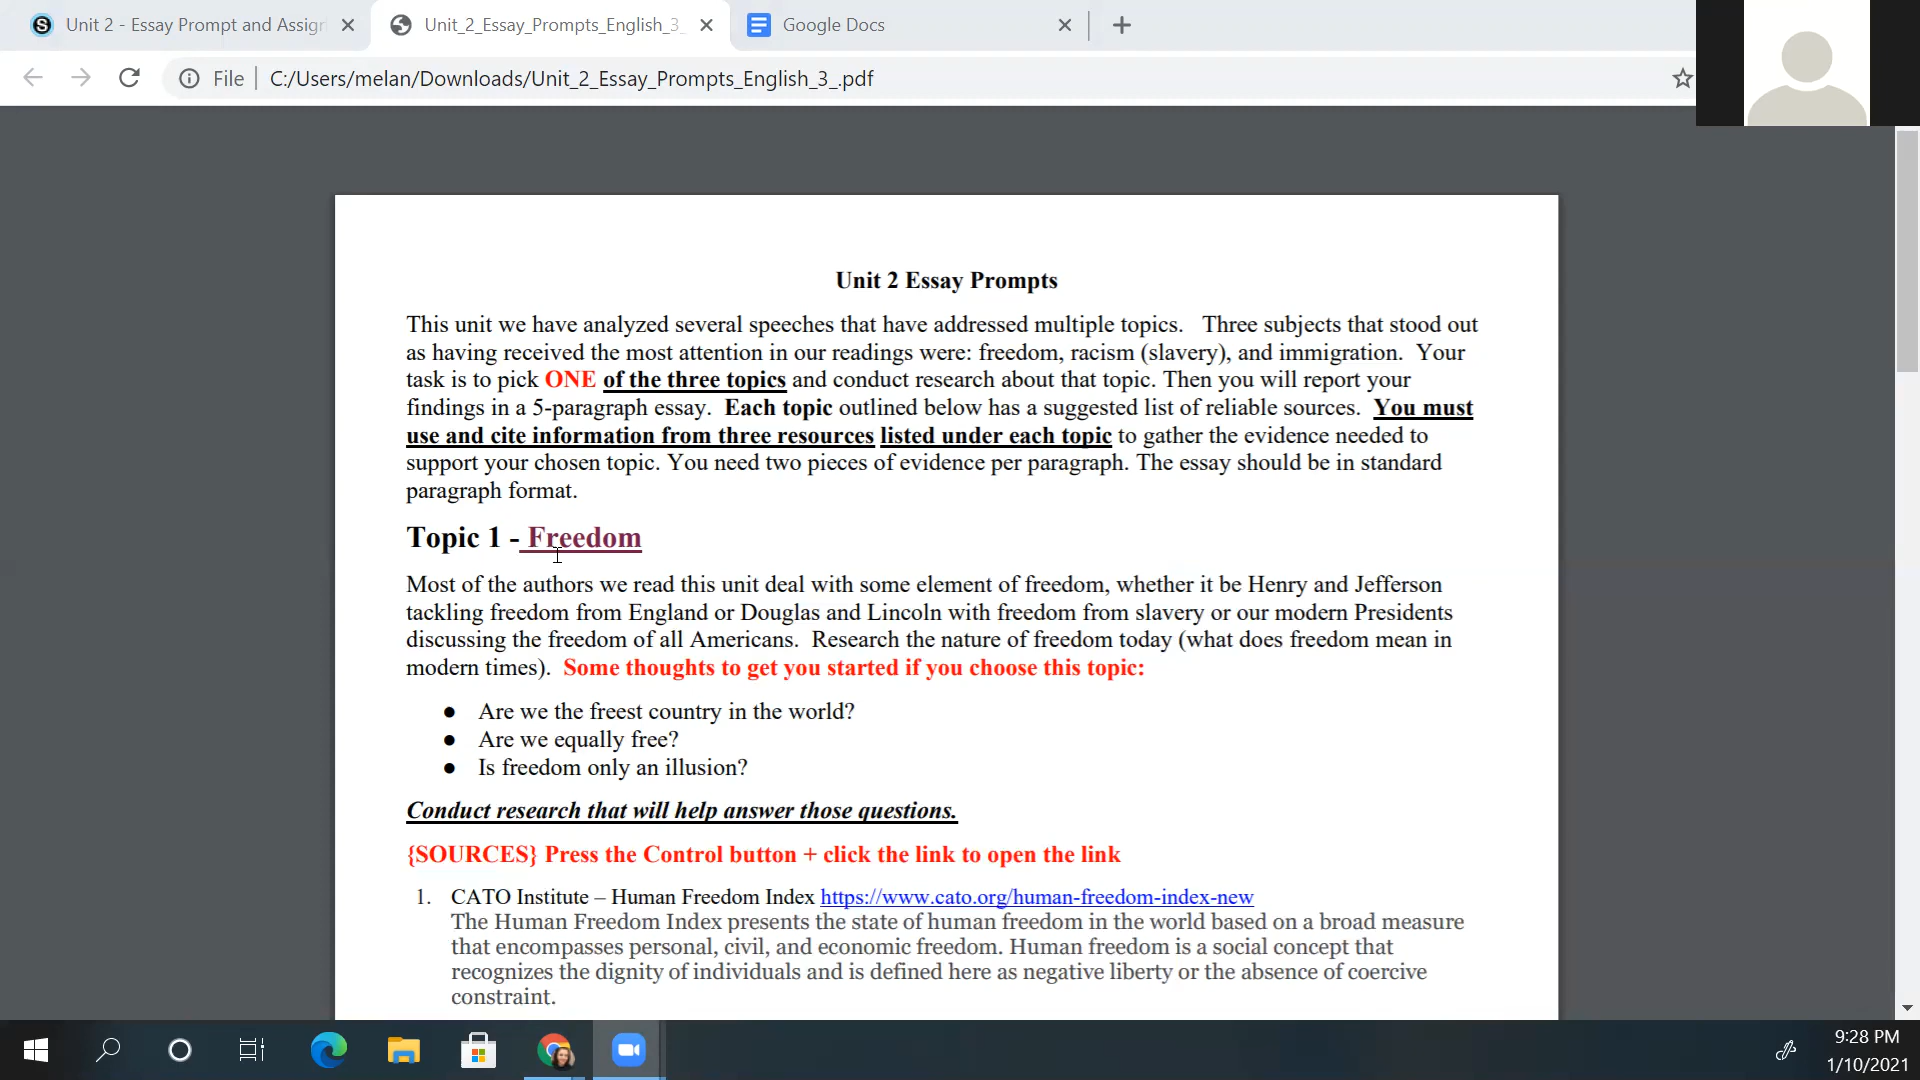 Unit 2 - Essay Prompt and Assig
Unit_2_Essay_Prompts_English_3_
Google Docs
File
C:/Users/melan/Downloads/Unit_2_Essay_Prompts_English_3_.pdf
Unit 2 Essay Prompts
This unit we have analyzed several speeches that have addressed multiple topics. Three subjects that stood out
as having received the most attention in our readings were: freedom, racism (slavery), and immigration. Your
task is to pick ONE of the three topics and conduct research about that topic. Then you will report your
findings in a 5-paragraph essay. Each topic outlined below has a suggested list of reliable sources. You must
use and cite information from three resources listed under each topic to gather the evidence needed to
support your chosen topic. You need two pieces of evidence per paragraph. The essay should be in standard
paragraph format.
Topic 1 - Freedom
Most of the authors we read this unit deal with some element of freedom, whether it be Henry and Jefferson
tackling freedom from England or Douglas and Lincoln with freedom from slavery or our modern Presidents
discussing the freedom of all Americans. Research the nature of freedom today (what does freedom mean in
modern times). Some thoughts to get you started if you choose this topic:
● Are we the freest country in the world?
● Are we equally free?
● Is freedom only an illusion?
Conduct research that will help answer those questions.
{SOURCES} Press the Control button + click the link to open the link
1. CATO Institute – Human Freedom Index https://www.cato.org/human-freedom-index-new
The Human Freedom Index presents the state of human freedom in the world based on a broad measure
that encompasses personal, civil, and economic freedom. Human freedom is a social concept that
recognizes the dignity of individuals and is defined here as negative liberty or the absence of coercive
constraint.
9:28 PM
1/10/2021